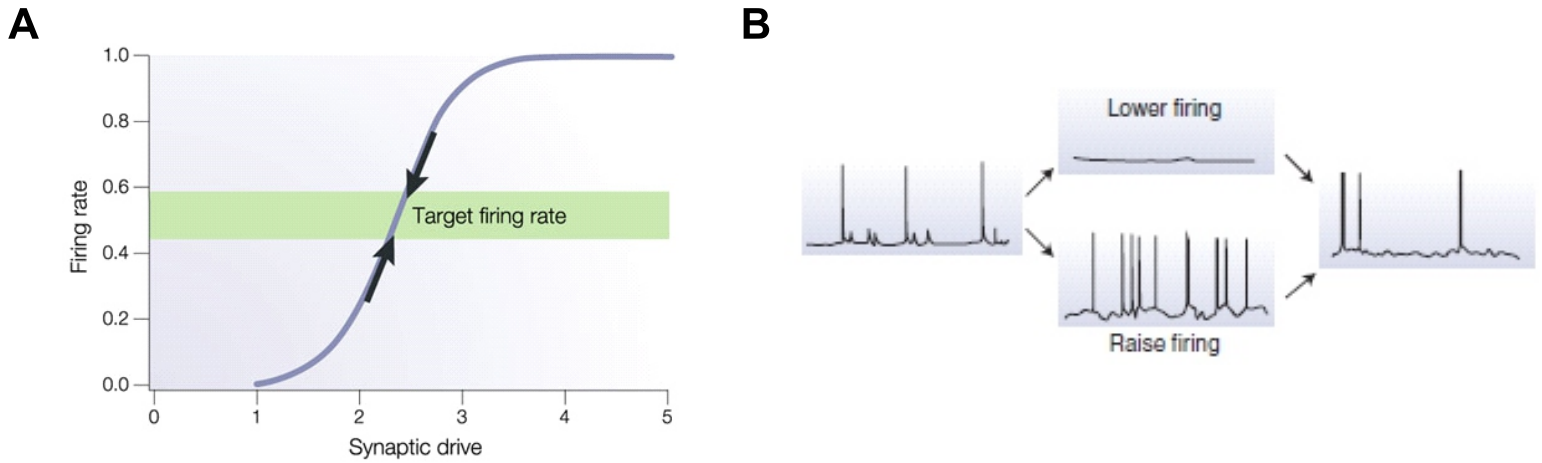 A
B
1.0
0.8
0.6
0.4
0.2
0.0
Firing rate
Target firing rate
0 1 2 3 4 5
Synaptic drive
Lower firing
Raise firing